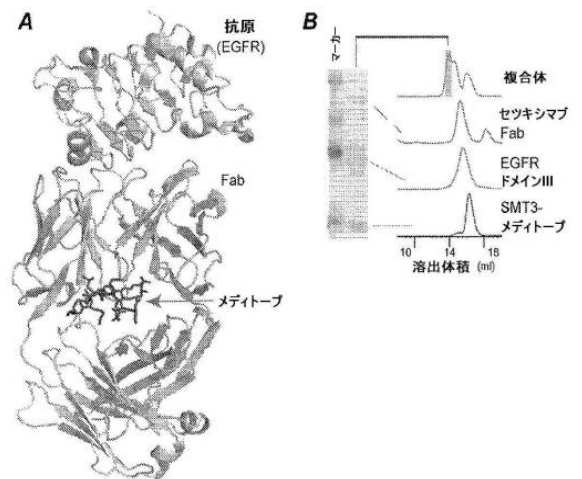 A
抗原
(EGFR)
Fab
メディトープ
B
マーカー
複合体
セツキシマブ
Fab
EGFR
ドメインIII
SMT3-
メディトープ
10
14
18
溶出体積 (ml)